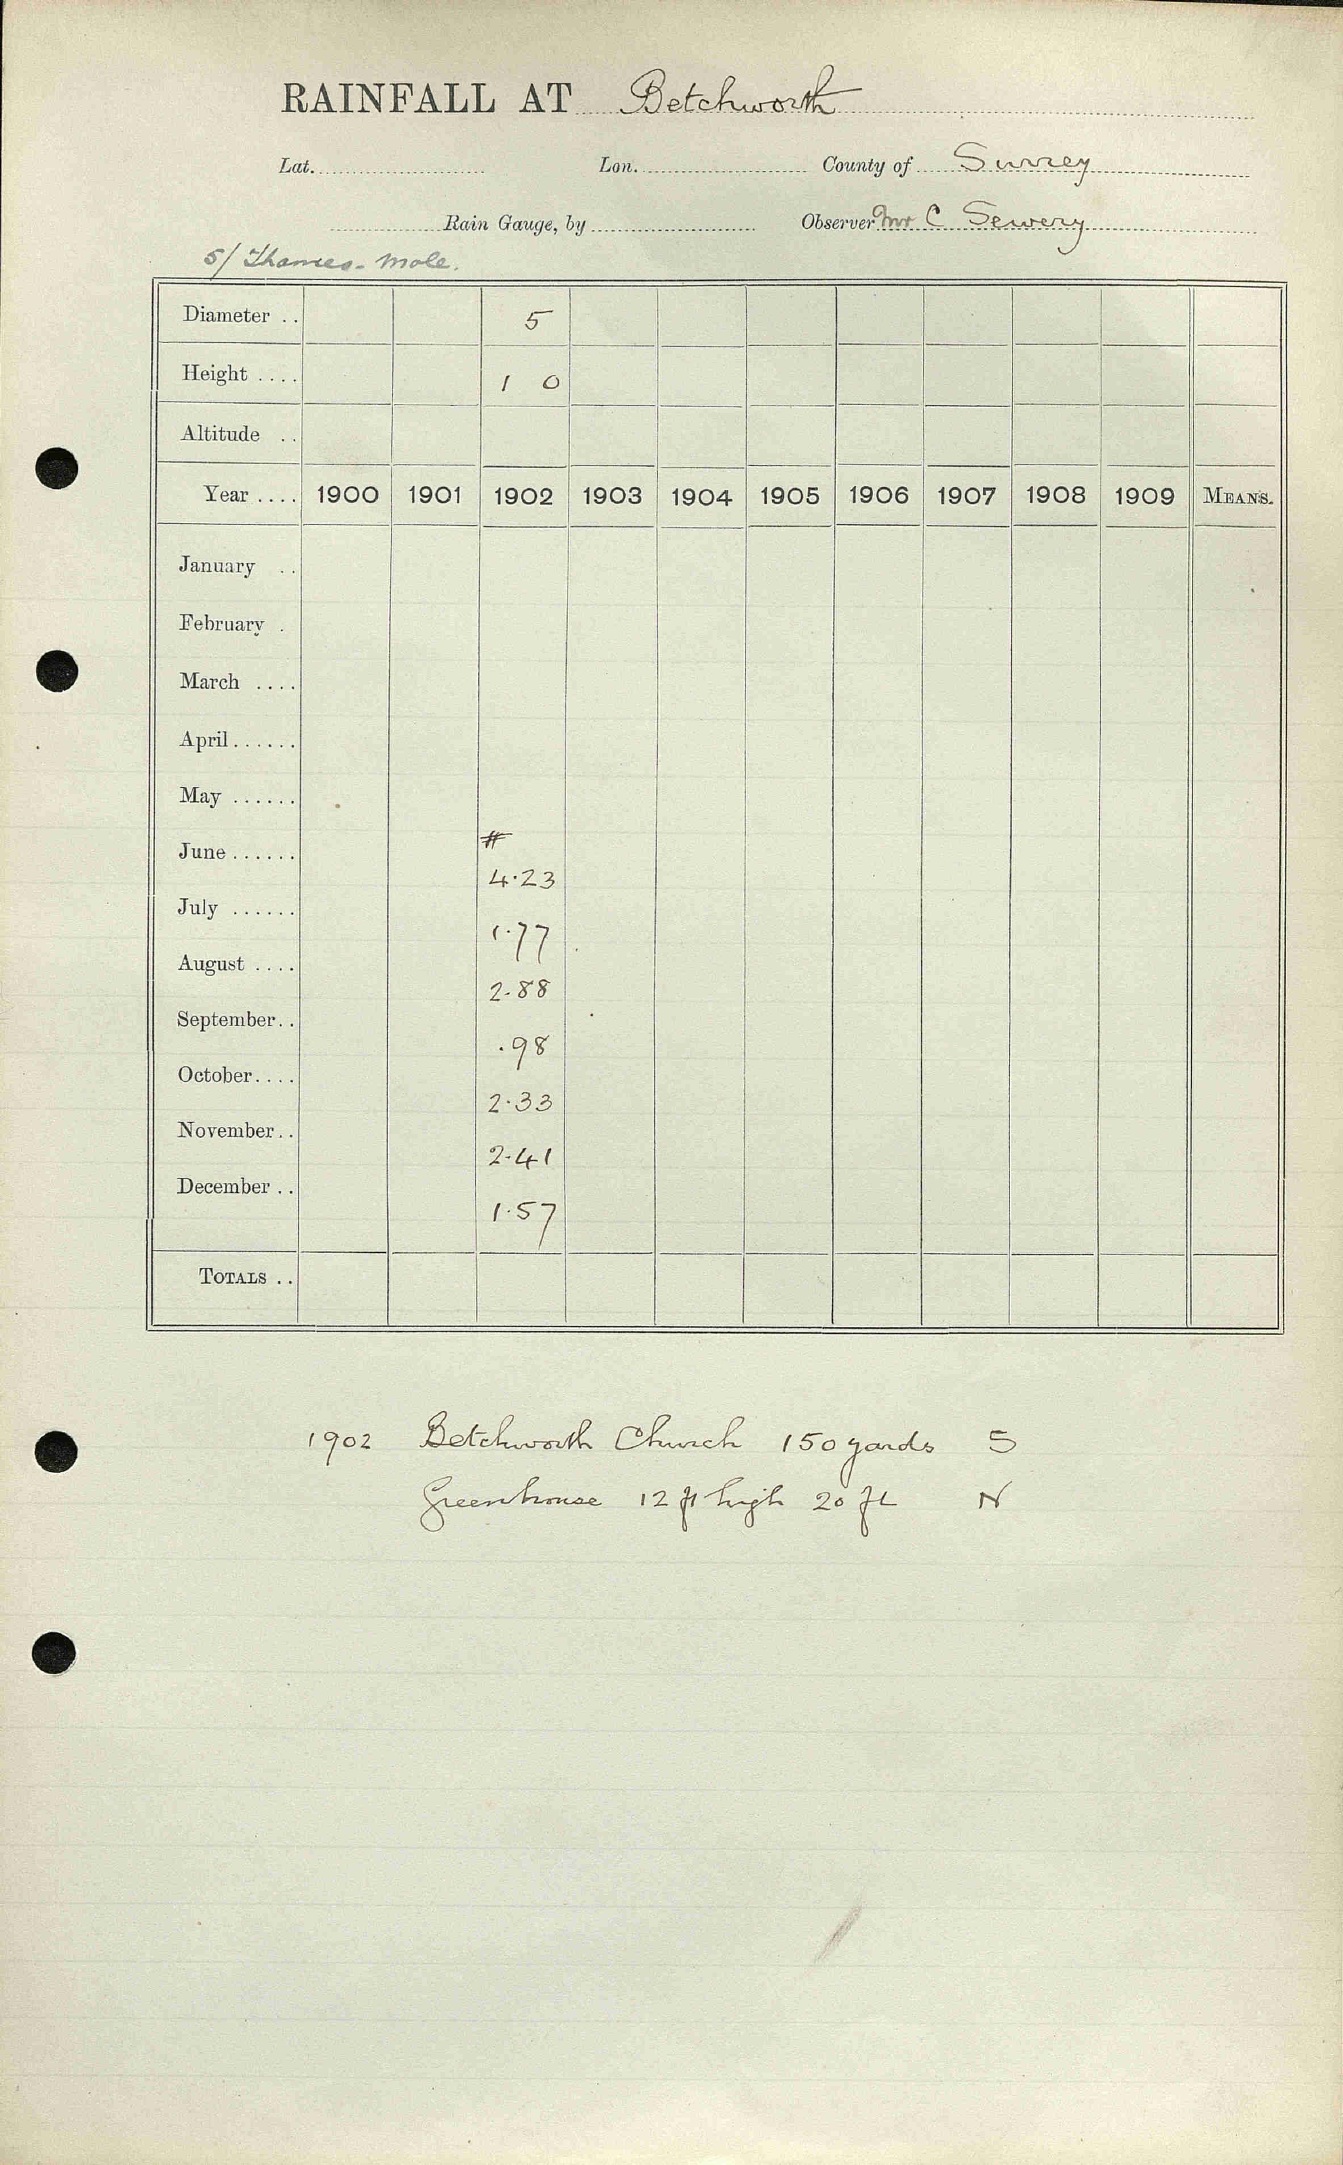 RAINFALL AT Betchworth
Lat. Lon. County of Surrey
Rain Gauge, by Observer Mr C Sewery
5/ Thames - Mole.
Diameter .. 5
Height .... 1 0
Altitude ..
Year .... 1900 1901 1902 1903 1904 1905 1906 1907 1908 1909 MEANS.
January ..
February .
March ....
April ......
May ......
June ...... # 4.23
July ...... 1.77
August .... 2.88
September.. .98
October.... 2.33
November.. 2.41
December .. 1.57
TOTALS ..
1902 Betchworth Church 150 yards S
Greenhouse 12 ft high 20 ft N